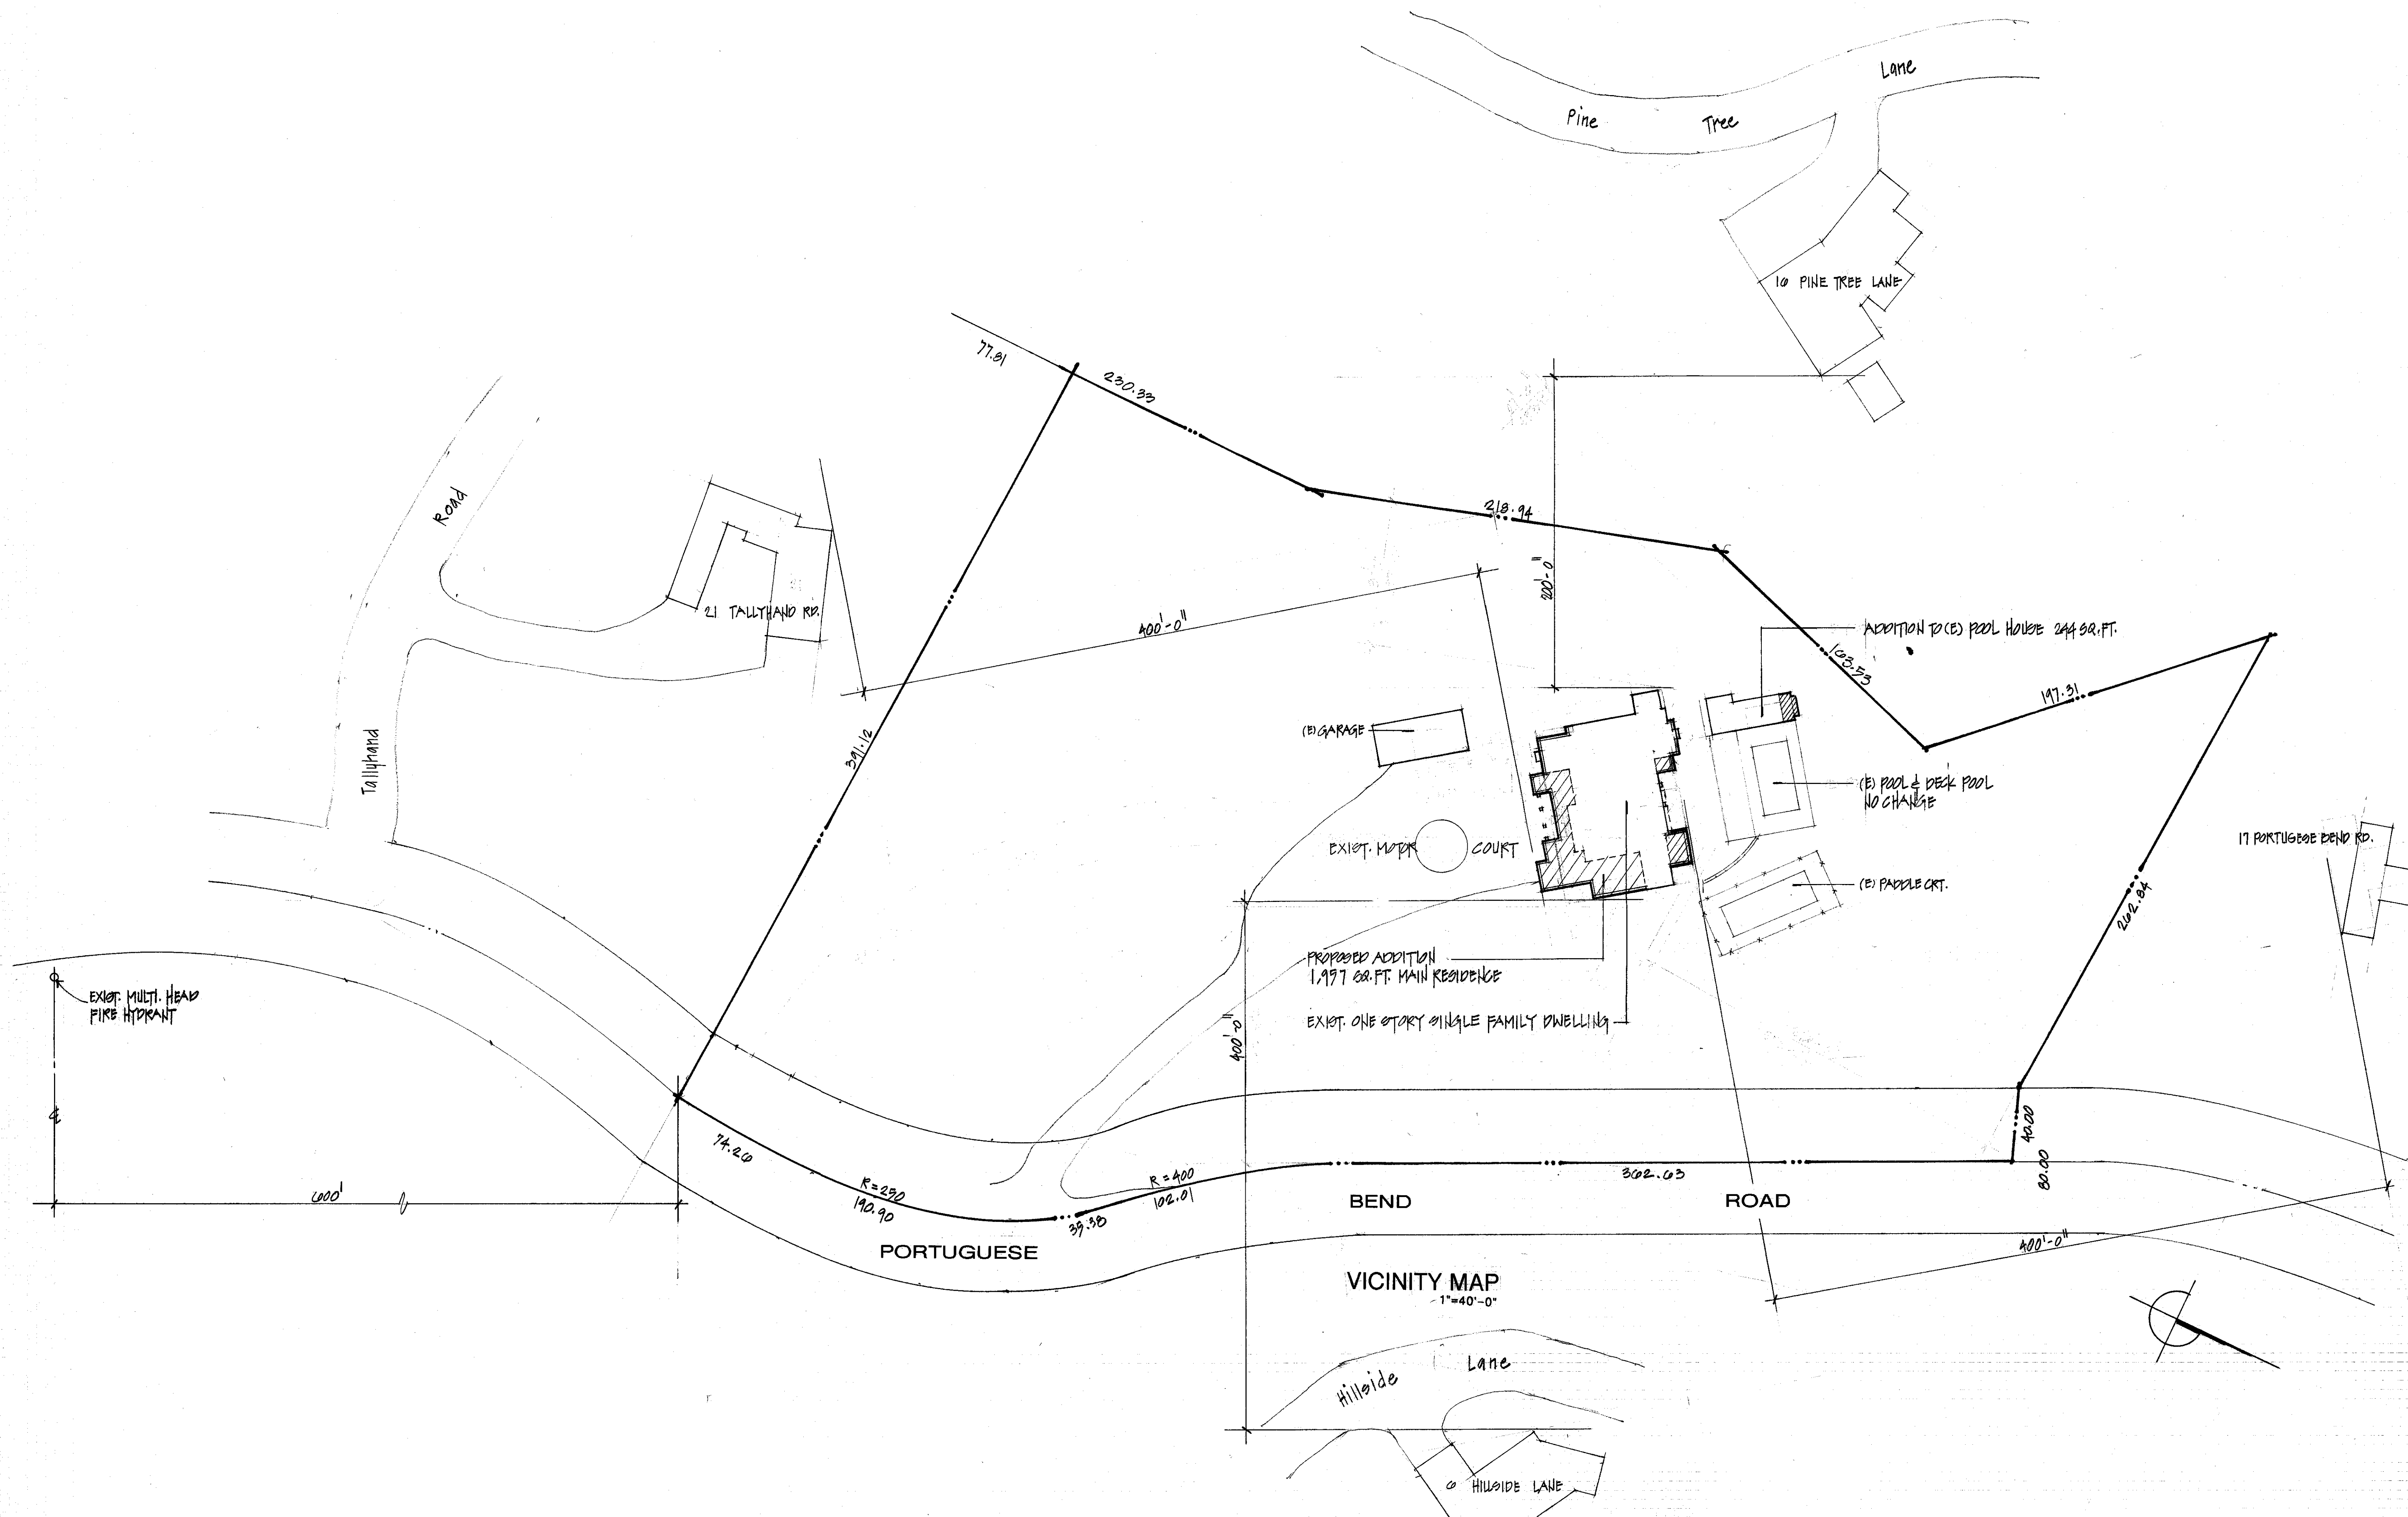 Lane
Pine Tree
16 PINE TREE LANE
77.81
230.33
Road
218.94
200'-0"
21 TALLYHAND RD.
400'-0"
ADDITION TO (E) POOL HOUSE 244 SQ.FT.
163.53
197.31
391.12
(E) GARAGE
Tallyhand
(E) POOL & DECK POOL
NO CHANGE
17 PORTUGESE BEND RD.
EXIST. MOTOR COURT
(E) PADDLE CRT.
262.84
PROPOSED ADDITION
1,957 SQ.FT. MAIN RESIDENCE
EXIST. MULTI. HEAD
FIRE HYDRANT
EXIST. ONE STORY SINGLE FAMILY DWELLING
400'-0"
40.00
80.00
74.26
R=250
190.90
35.38
R=400
102.01
362.63
600'
BEND ROAD
PORTUGUESE
400'-0"
VICINITY MAP
1"=40'-0"
Hillside Lane
6 HILLSIDE LANE